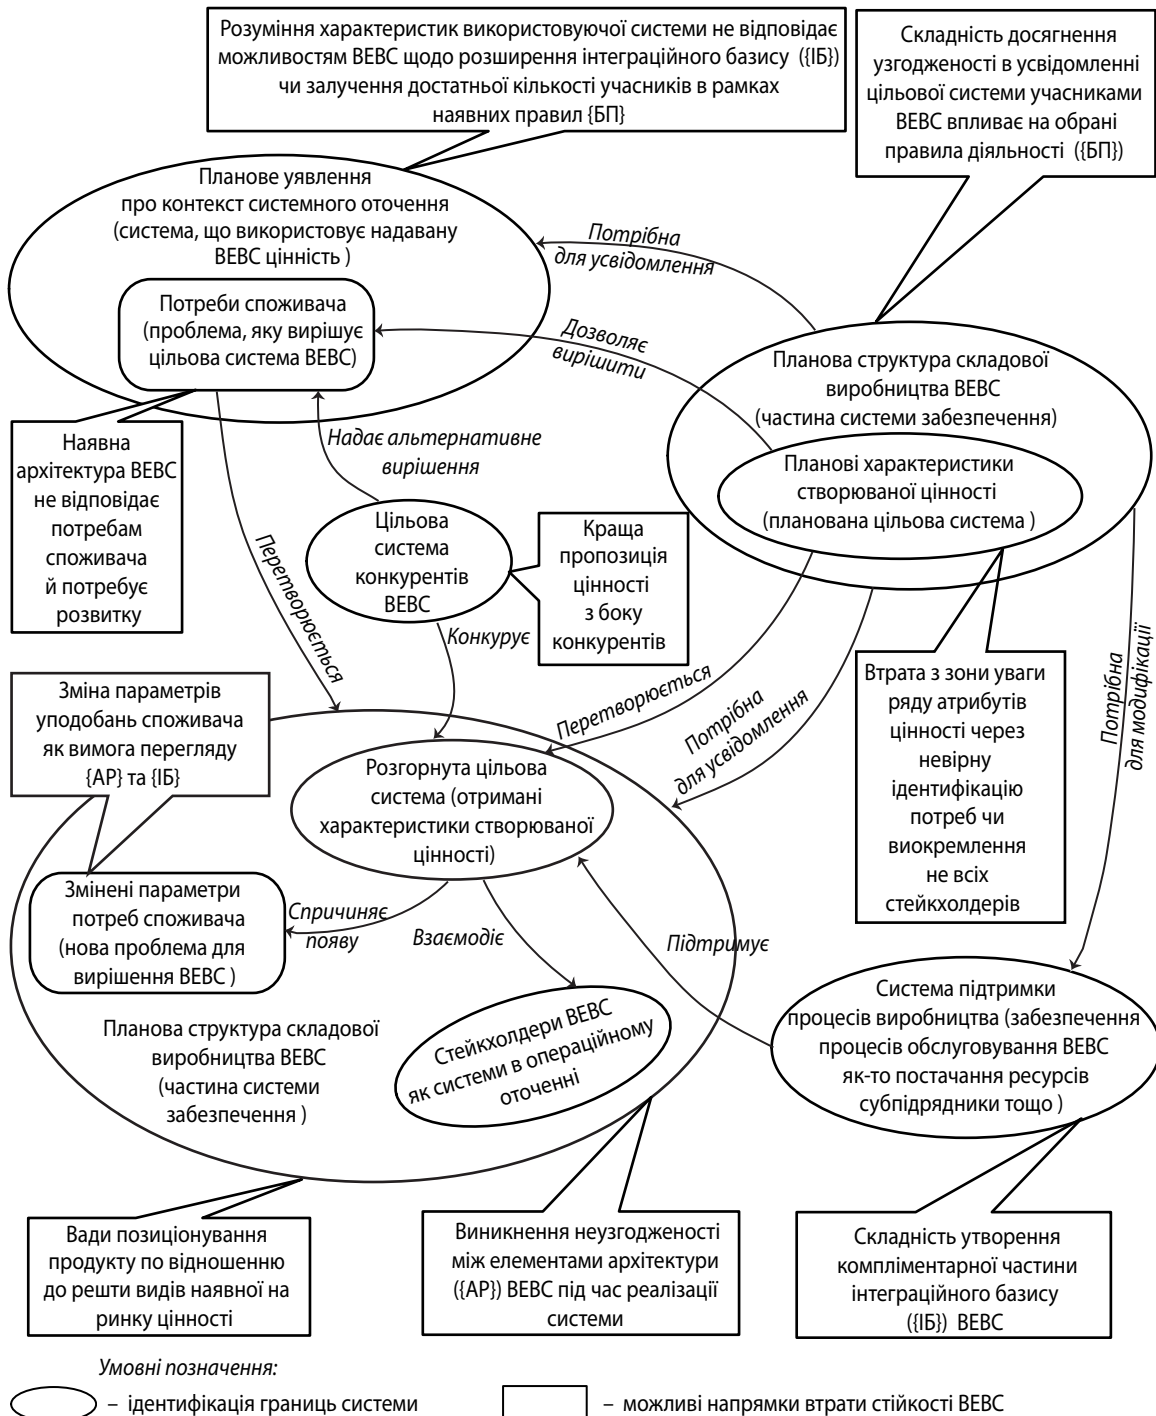 Розуміння характеристик використовуючої системи не відповідає
можливостям ВЕВС щодо розширення інтеграційного базису ({ІБ})
чи залучення достатньої кількості учасників в рамках
наявних правил {БП}
Складність досягнення
узгодженості в усвідомленні
цільової системи учасниками
ВЕВС впливає на обрані
правила діяльності ({БП})
Планове уявлення
про контекст системного оточення
(система, що використовує надавану
ВЕВС цінність )
Потрібна
для усвідомлення
Потреби споживача
(проблема, яку вирішує
цільова система ВЕВС)
Дозволяє
вирішити
Планова структура складової
виробництва ВЕВС
(частина системи забезпечення)
Планові характеристики
створюваної цінності
(планована цільова система )
Наявна
архітектура ВЕВС
не відповідає
потребам
споживача
й потребує
розвитку
Надає альтернативне
вирішення
Цільова
система
конкурентів
ВЕВС
Краща
пропозиція
цінності
з боку
конкурентів
Перетворюється
Конкурує
Перетворюється
Потрібна
для усвідомлення
Втрата з зони уваги
ряду атрибутів
цінності через
невірну
ідентифікацію
потреб чи
виокремлення
не всіх
стейкхолдерів
Потрібна
для модифікації
Зміна параметрів
уподобань споживача
як вимога перегляду
{АР} та {ІБ}
Розгорнута цільова
система (отримані
характеристики створюваної
цінності)
Змінені параметри
потреб споживача
(нова проблема для
вирішення ВЕВС )
Спричиняє
появу
Взаємодіє
Підтримує
Планова структура складової
виробництва ВЕВС
(частина системи
забезпечення )
Стейкхолдери ВЕВС
як системи в операційному
оточенні
Система підтримки
процесів виробництва (забезпечення
процесів обслуговування ВЕВС
як-то постачання ресурсів
субпідрядники тощо )
Вади позиціонування
продукту по відношенню
до решти видів наявної на
ринку цінності
Виникнення неузгодженості
між елементами архітектури
({АР}) ВЕВС під час реалізації
системи
Складність утворення
компліментарної частини
інтеграційного базису
({ІБ}) ВЕВС
Умовні позначення:
– ідентифікація границь системи
– можливі напрямки втрати стійкості ВЕВС